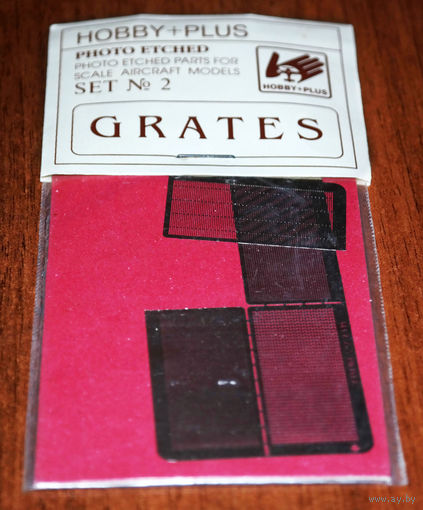 HOBBY+PLUS
PHOTO ETCHED
PHOTO ETCHED PARTS FOR
SCALE AIRCRAFT MODELS
SET № 2
HOBBY+PLUS
GRATES
www.ay.by